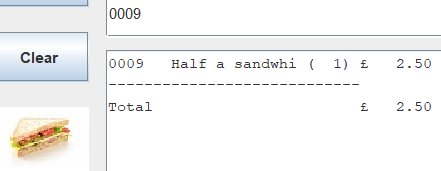 0009
Clear
0009   Half a sandwhi (  1) £   2.50
----------------------------
Total                       £   2.50